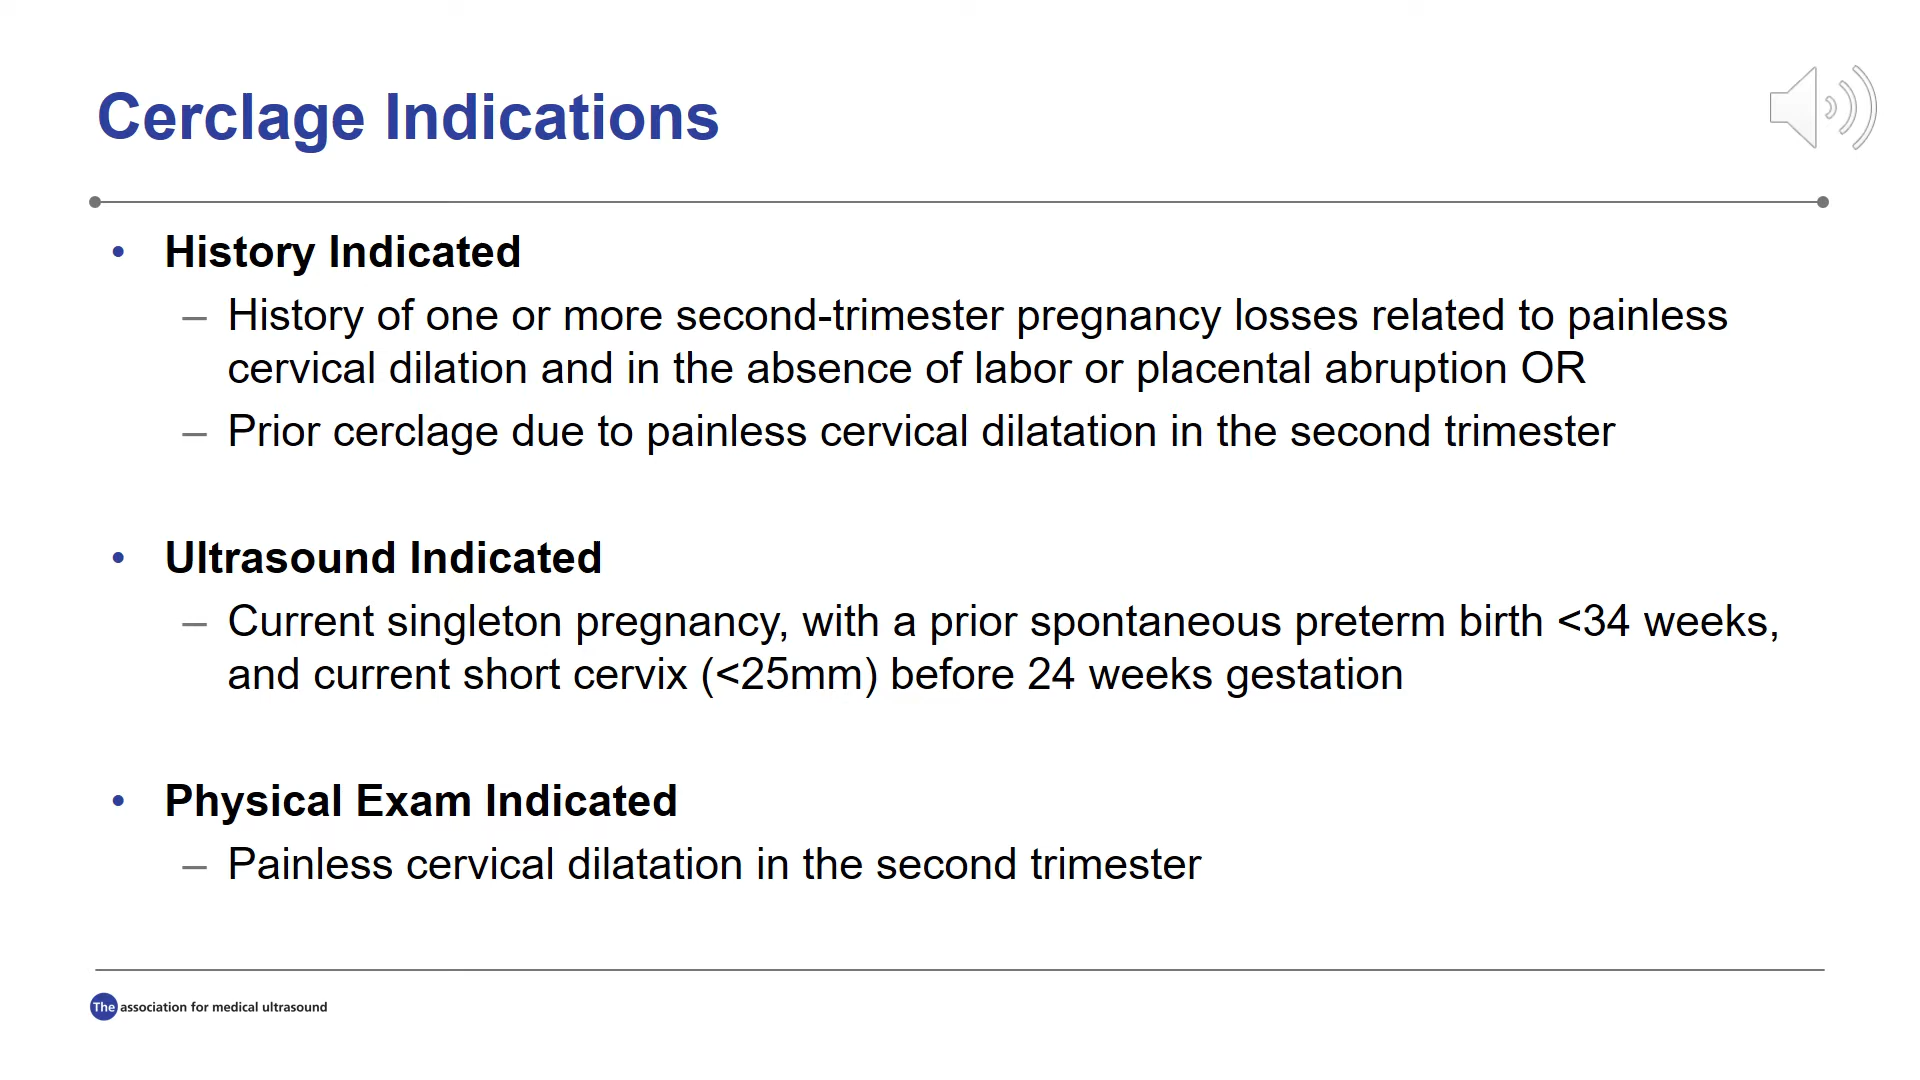 Cerclage Indications
• History Indicated
– History of one or more second-trimester pregnancy losses related to painless
cervical dilation and in the absence of labor or placental abruption OR
– Prior cerclage due to painless cervical dilatation in the second trimester
• Ultrasound Indicated
– Current singleton pregnancy, with a prior spontaneous preterm birth <34 weeks,
and current short cervix (<25mm) before 24 weeks gestation
• Physical Exam Indicated
– Painless cervical dilatation in the second trimester
The association for medical ultrasound